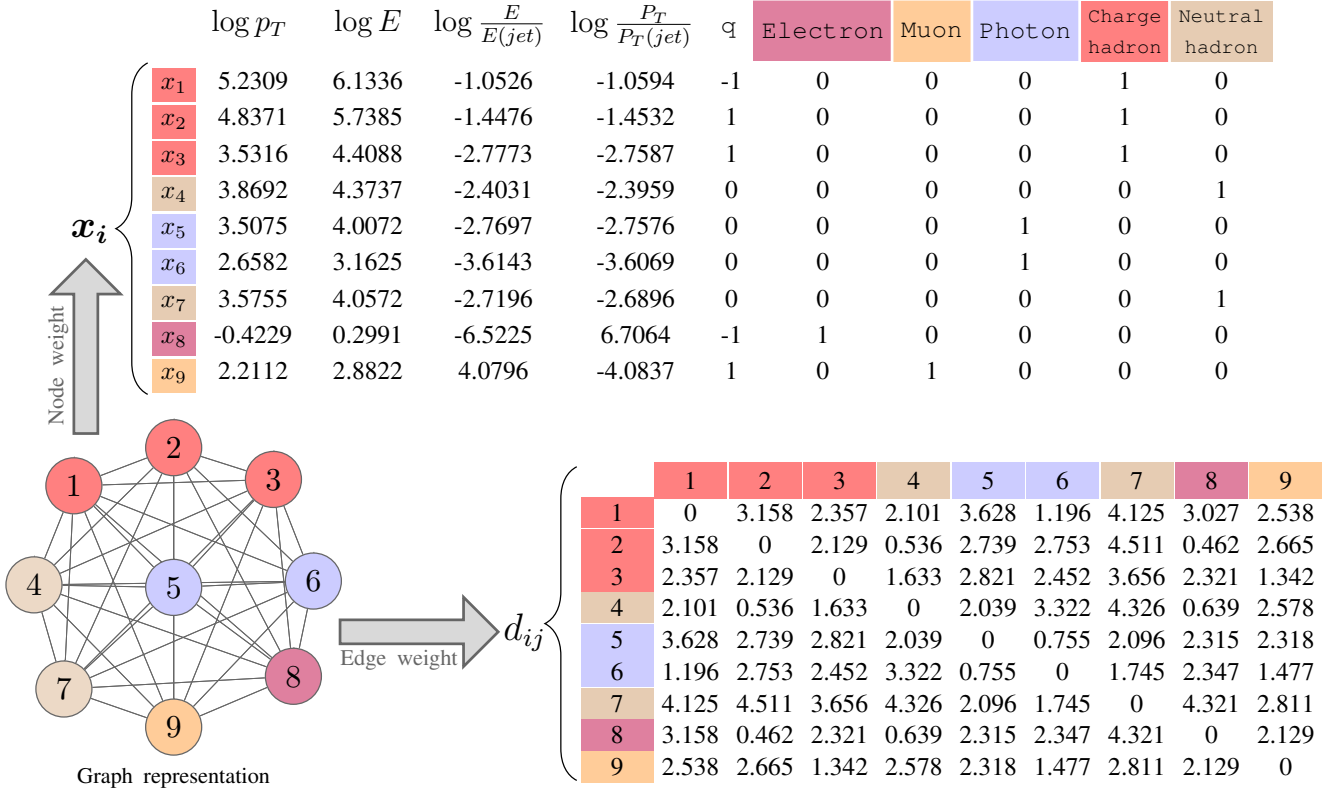 log p_T log E log E/E(jet) log P_T/P_T(jet) q Electron Muon Photon Charge hadron Neutral hadron
x_1 5.2309 6.1336 -1.0526 -1.0594 -1 0 0 0 1 0
x_2 4.8371 5.7385 -1.4476 -1.4532 1 0 0 0 1 0
x_3 3.5316 4.4088 -2.7773 -2.7587 1 0 0 0 1 0
x_4 3.8692 4.3737 -2.4031 -2.3959 0 0 0 0 0 1
x_5 3.5075 4.0072 -2.7697 -2.7576 0 0 0 1 0 0
x_6 2.6582 3.1625 -3.6143 -3.6069 0 0 0 1 0 0
x_7 3.5755 4.0572 -2.7196 -2.6896 0 0 0 0 0 1
x_8 -0.4229 0.2991 -6.5225 6.7064 -1 1 0 0 0 0
x_9 2.2112 2.8822 4.0796 -4.0837 1 0 1 0 0 0
x_i
Node weight
1
2
3
4
5
6
7
8
9
Graph representation
Edge weight
d_ij
1 2 3 4 5 6 7 8 9
1 0 3.158 2.357 2.101 3.628 1.196 4.125 3.027 2.538
2 3.158 0 2.129 0.536 2.739 2.753 4.511 0.462 2.665
3 2.357 2.129 0 1.633 2.821 2.452 3.656 2.321 1.342
4 2.101 0.536 1.633 0 2.039 3.322 4.326 0.639 2.578
5 3.628 2.739 2.821 2.039 0 0.755 2.096 2.315 2.318
6 1.196 2.753 2.452 3.322 0.755 0 1.745 2.347 1.477
7 4.125 4.511 3.656 4.326 2.096 1.745 0 4.321 2.811
8 3.158 0.462 2.321 0.639 2.315 2.347 4.321 0 2.129
9 2.538 2.665 1.342 2.578 2.318 1.477 2.811 2.129 0